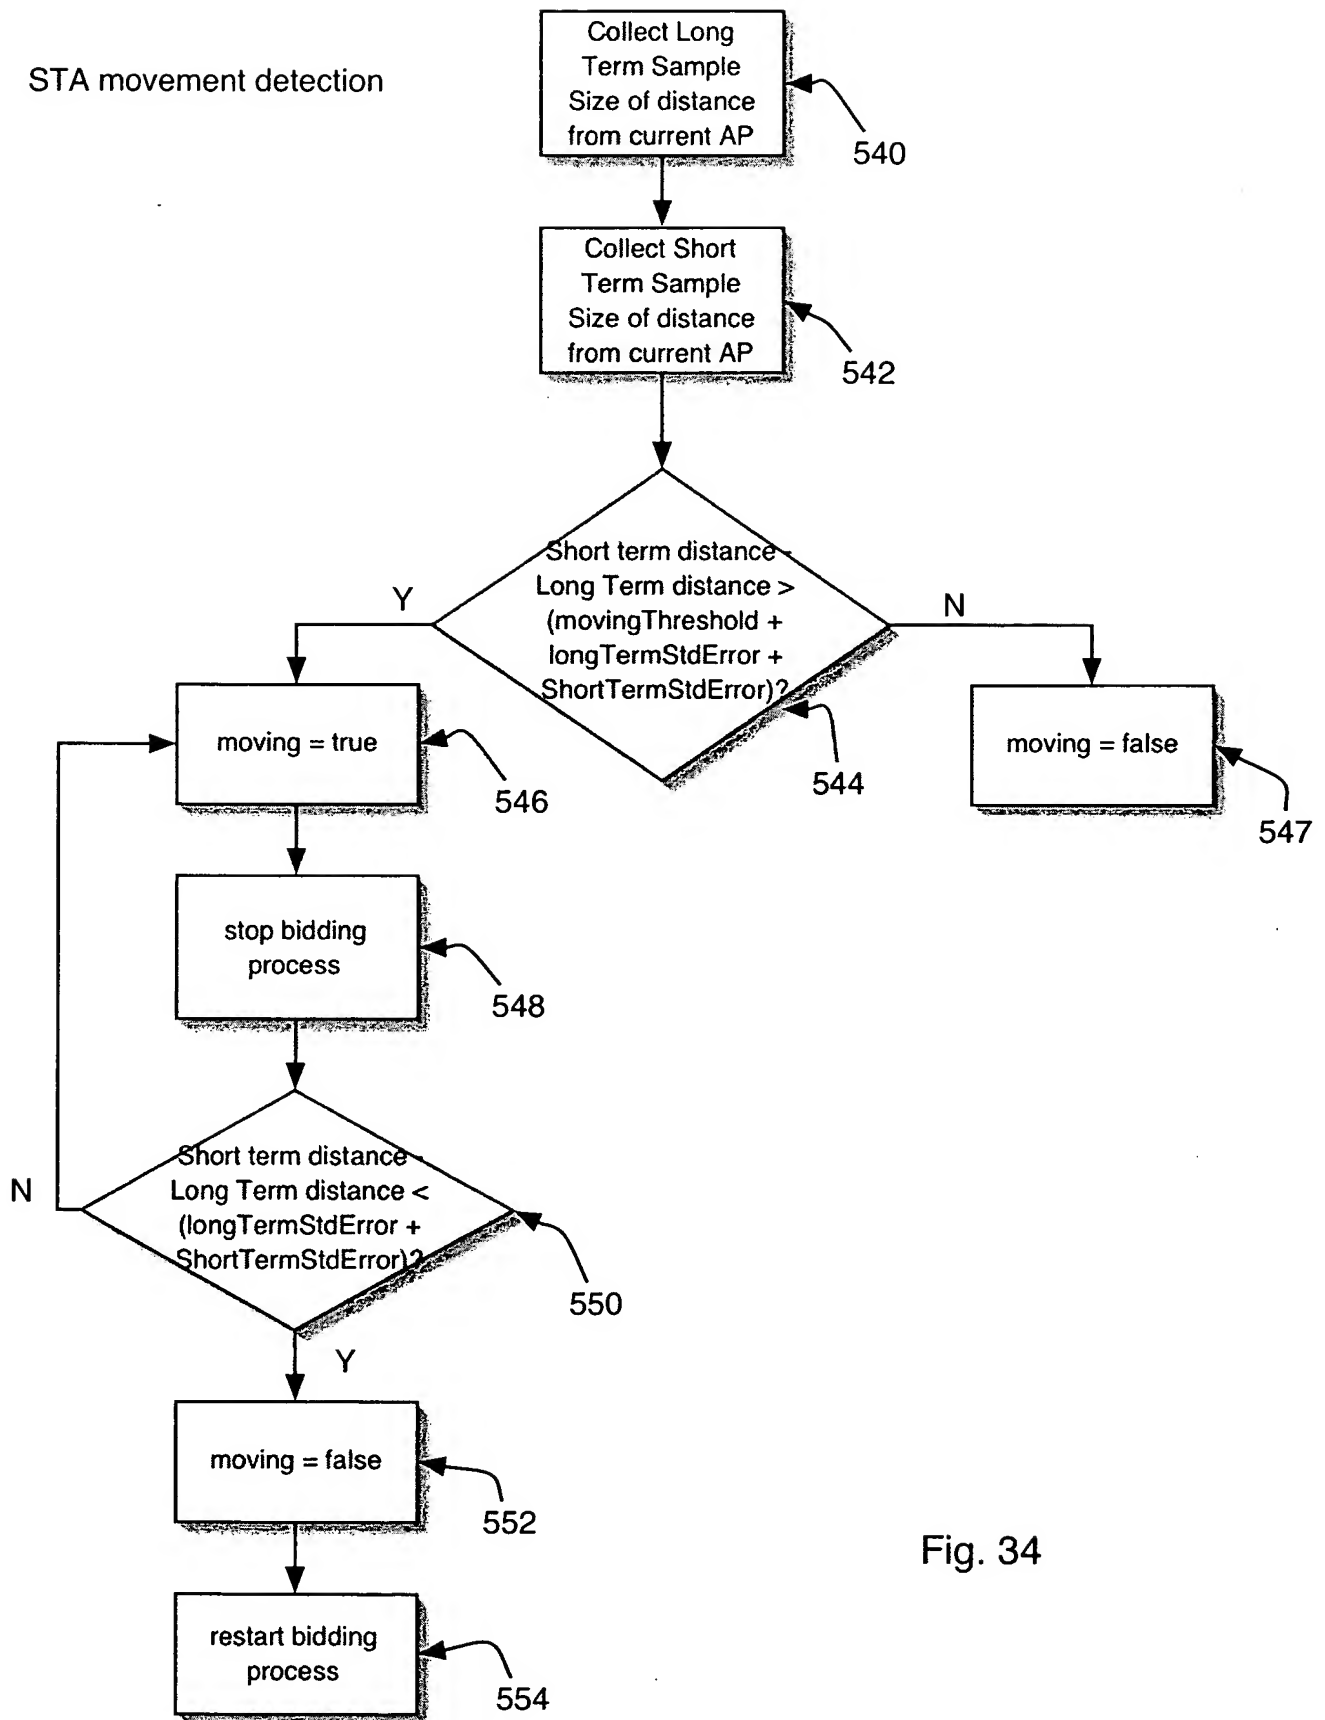 STA movement detection
Collect Long
Term Sample
Size of distance
from current AP
540
Collect Short
Term Sample
Size of distance
from current AP
542
Short term distance -
Long Term distance >
(movingThreshold +
longTermStdError +
ShortTermStdError)?
Y
N
544
moving = true
546
moving = false
547
stop bidding
process
548
Short term distance -
Long Term distance <
(longTermStdError +
ShortTermStdError)?
N
550
Y
moving = false
552
restart bidding
process
554
Fig. 34